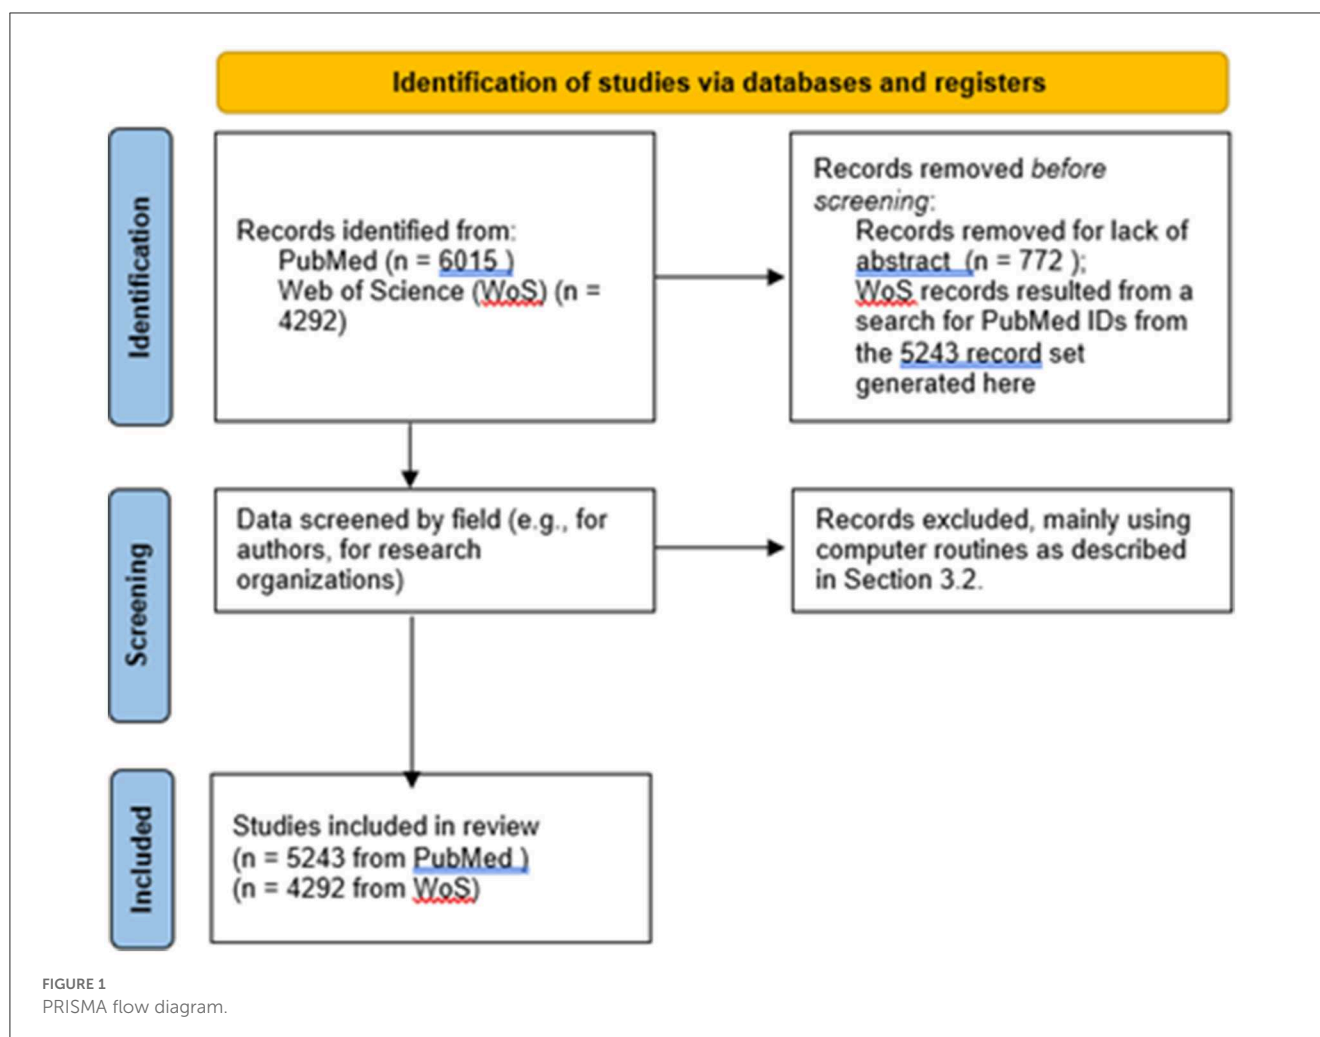 Identification of studies via databases and registers
Identification
Records identified from:
PubMed (n = 6015 )
Web of Science (WoS) (n =
4292)
Records removed before
screening:
Records removed for lack of
abstract  (n = 772 );
WoS records resulted from a
search for PubMed IDs from
the 5243 record set
generated here
Screening
Data screened by field (e.g., for
authors, for research
organizations)
Records excluded, mainly using
computer routines as described
in Section 3.2.
Included
Studies included in review
(n = 5243 from PubMed )
(n = 4292 from WoS)
FIGURE 1
PRISMA flow diagram.